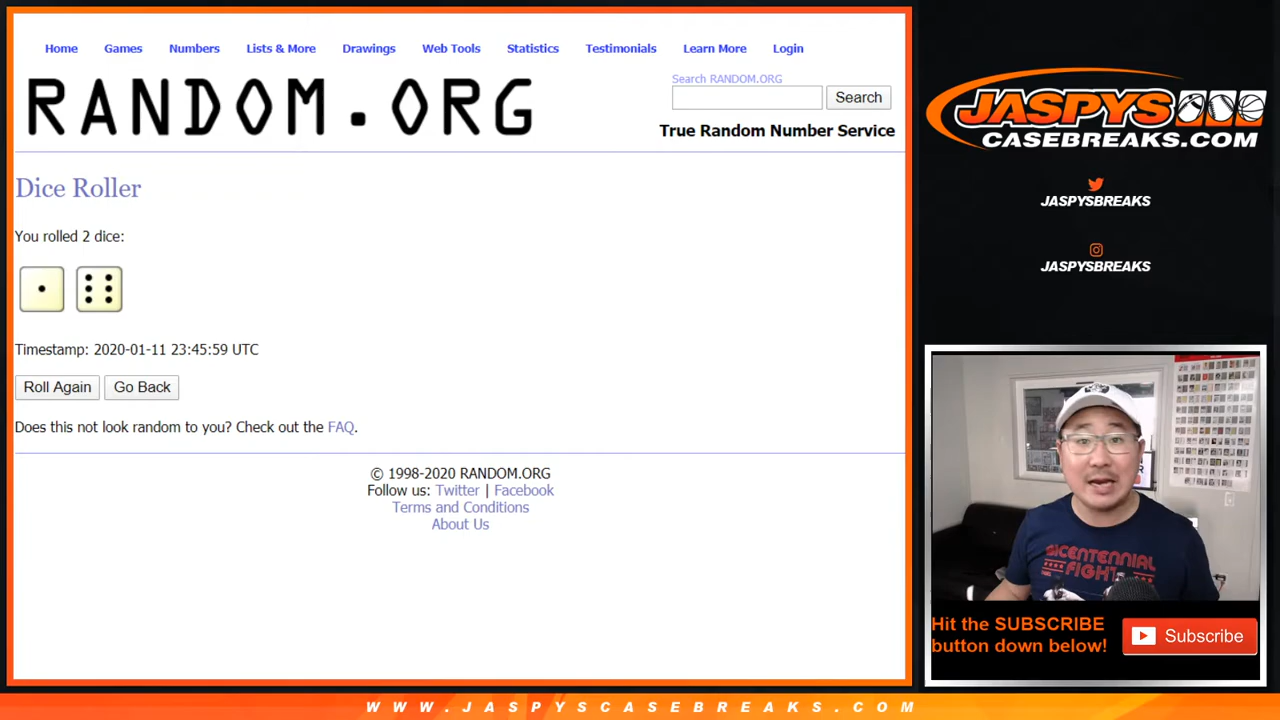 Home Games Numbers Lists & More Drawings Web Tools Statistics Testimonials Learn More Login
RANDOM.ORG
Search RANDOM.ORG
Search
True Random Number Service
Dice Roller
You rolled 2 dice:
Timestamp: 2020-01-11 23:45:59 UTC
Roll Again Go Back
Does this not look random to you? Check out the FAQ.
© 1998-2020 RANDOM.ORG
Follow us: Twitter | Facebook
Terms and Conditions
About Us
JASPYS
CASEBREAKS.COM
JASPYSBREAKS
JASPYSBREAKS
BICENTENNIAL
Hit the SUBSCRIBE
button down below!
Subscribe
WWW.JASPYSCASEBREAKS.COM